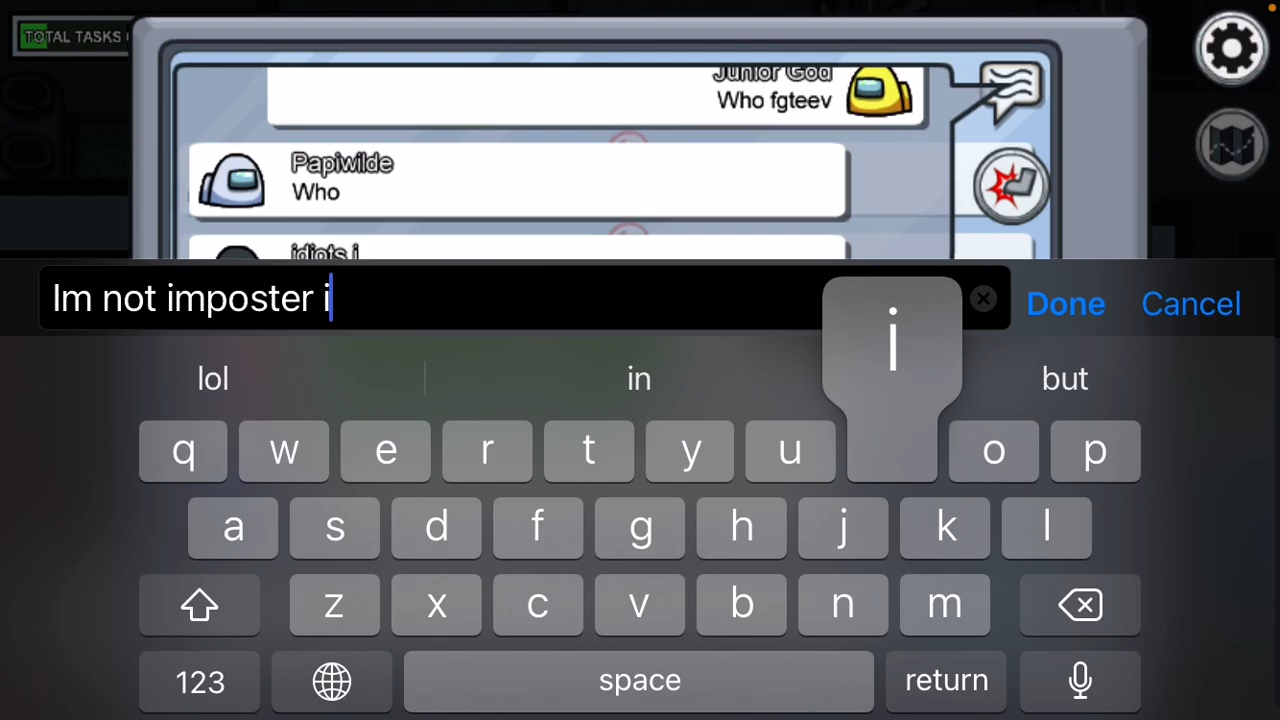 TOTAL TASKS
Junior God
Who fgteev
Papiwilde
Who
idiots i
Im not imposter i
Done
Cancel
i
lol
in
but
q w e r t y u o p
a s d f g h j k l
z x c v b n m
123
space
return